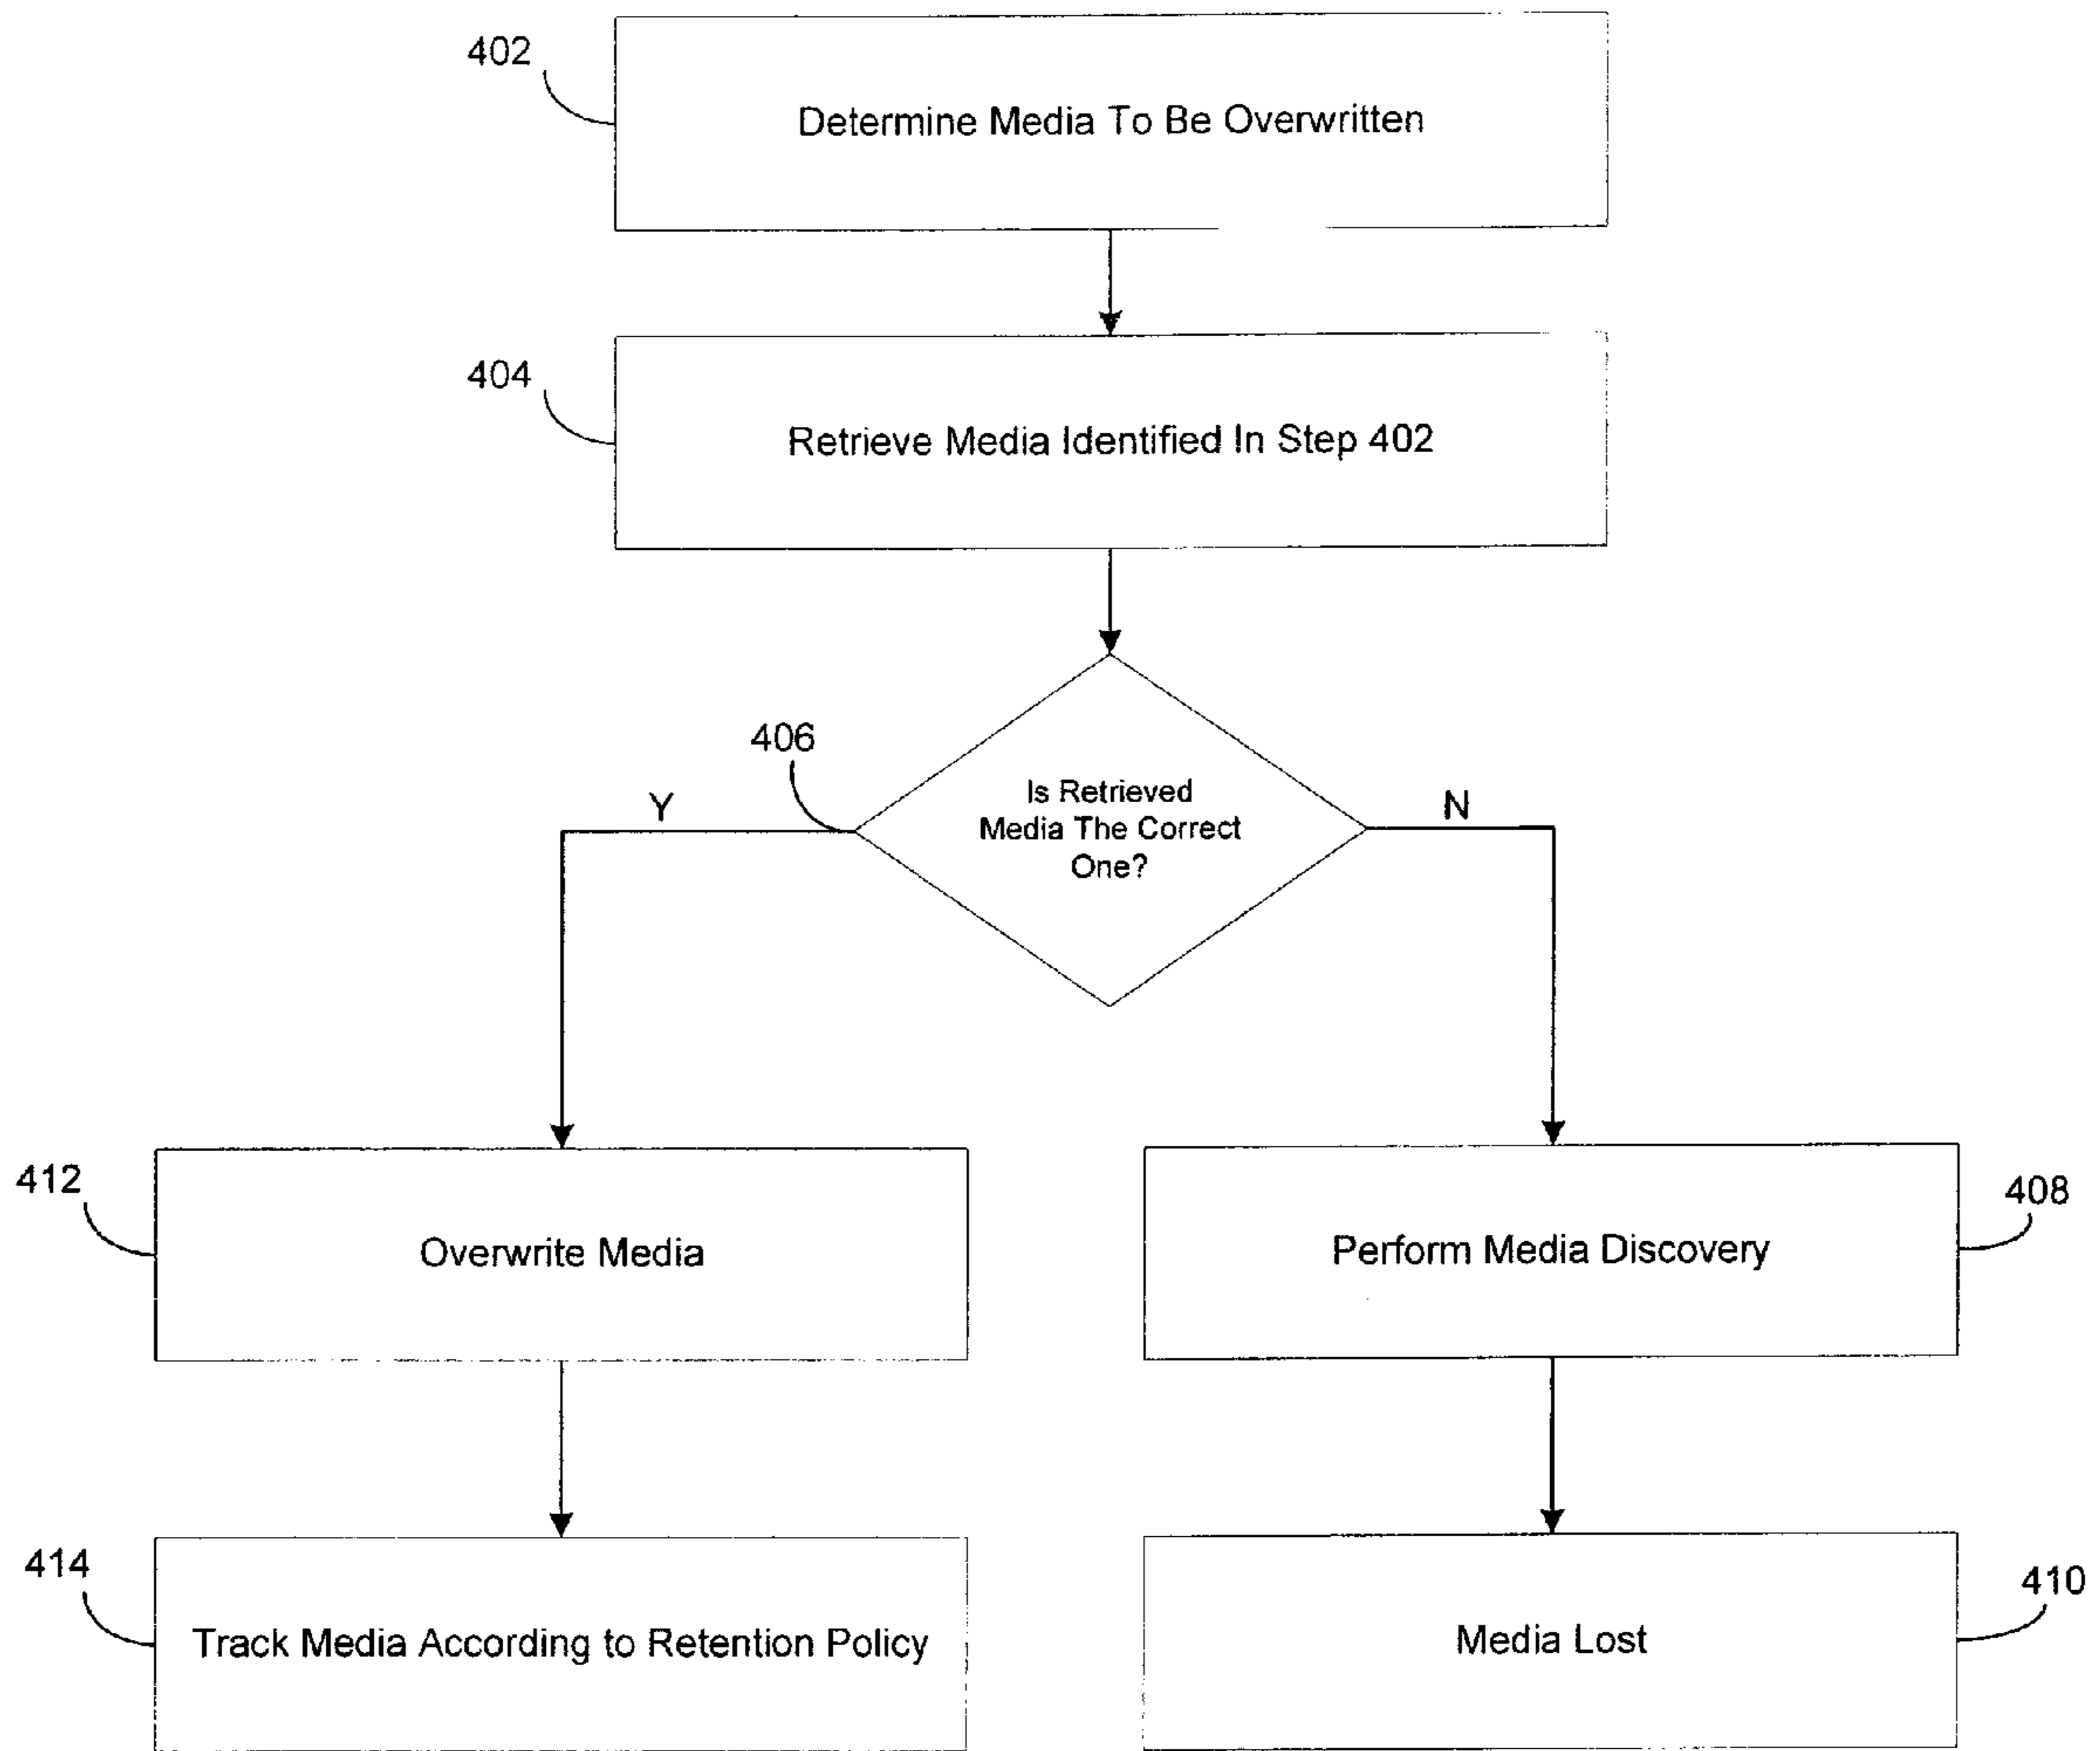 402
Determine Media To Be Overwritten
404
Retrieve Media Identified In Step 402
406
Is Retrieved
Media The Correct
One?
Y
N
412
Overwrite Media
Perform Media Discovery
408
414
Track Media According to Retention Policy
Media Lost
410